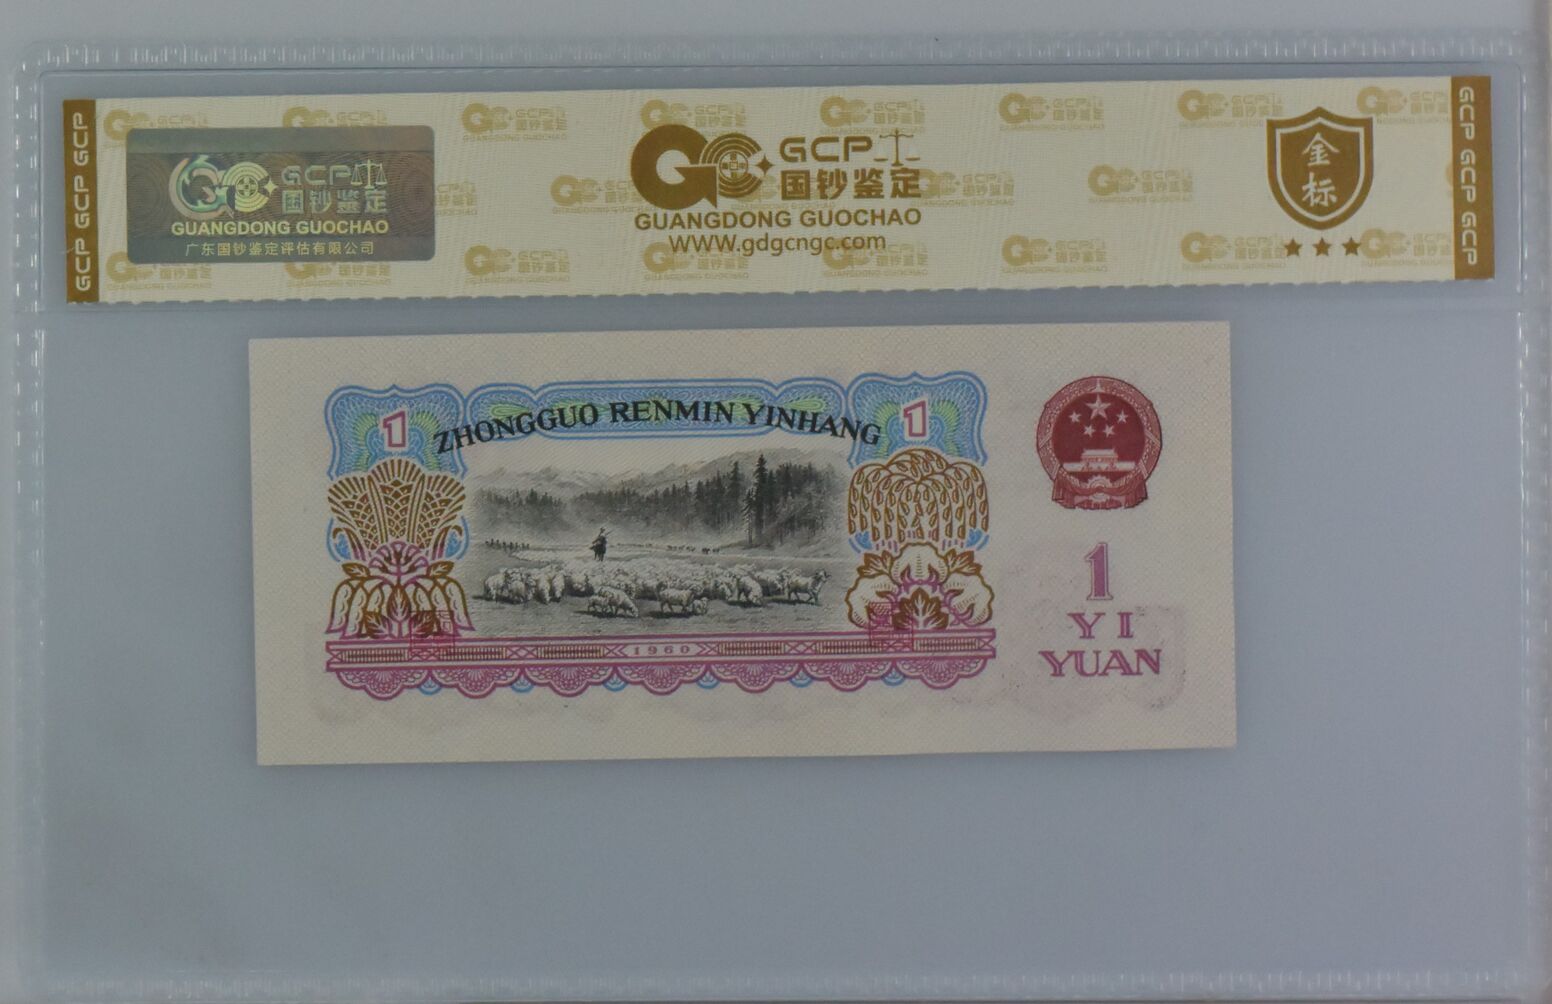 GCP GCP GCP
GCP
国钞鉴定
GUANGDONG GUOCHAO
广东国钞鉴定评估有限公司
GCP
国钞鉴定
GUANGDONG GUOCHAO
WWW.gdgcngc.com
金
标
GCP GCP GCP
1
ZHONGGUO RENMIN YINHANG
1
1960
1
YI
YUAN